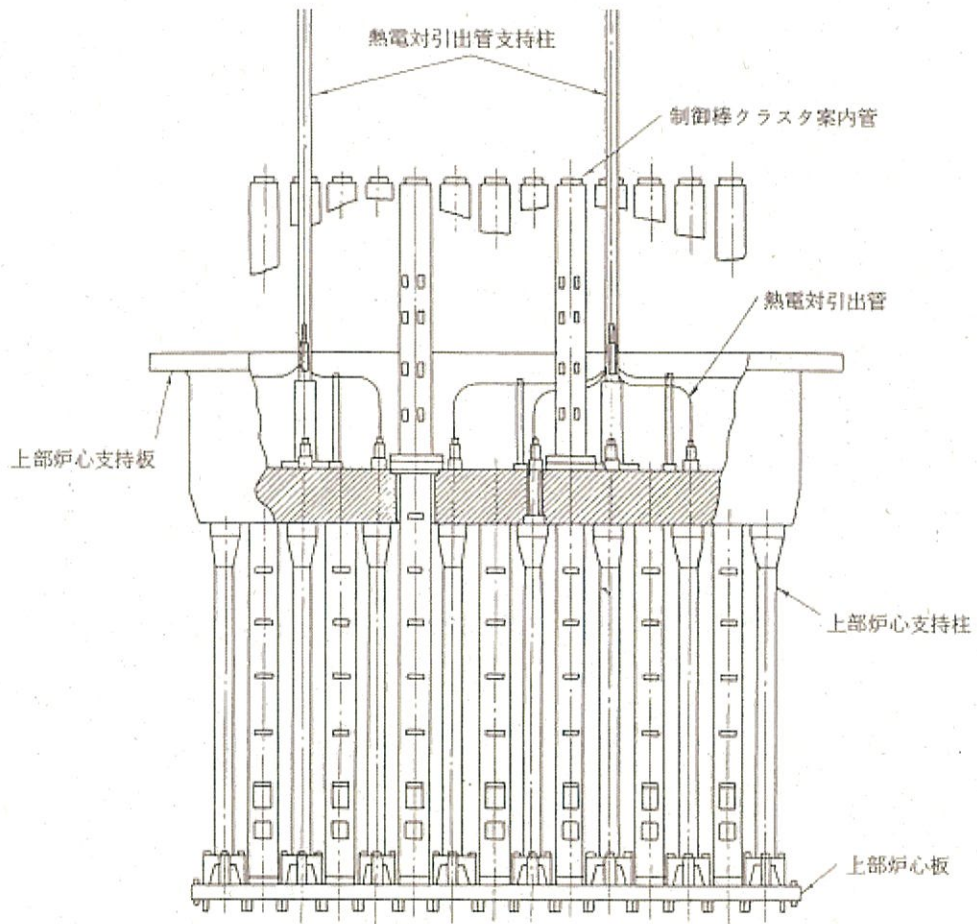 熱電対引出管支持柱
制御棒クラスタ案内管
熱電対引出管
上部炉心支持板
上部炉心支持柱
上部炉心板